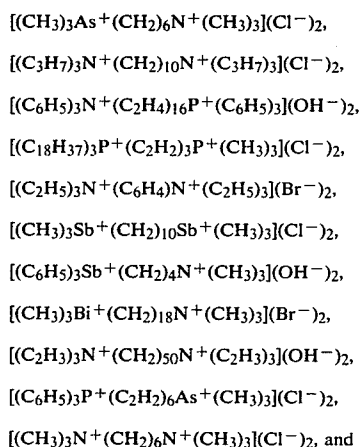 [(CH3)3As+(CH2)6N+(CH3)3](Cl−)2,
[(C3H7)3N+(CH2)10N+(C3H7)3](Cl−)2,
[(C6H5)3N+(C2H4)16P+(C6H5)3](OH−)2,
[(C18H37)3P+(C2H2)3P+(CH3)3](Cl−)2,
[(C2H5)3N+(C6H4)N+(C2H5)3](Br−)2,
[(CH3)3Sb+(CH2)10Sb+(CH3)3](Cl−)2,
[(C6H5)3Sb+(CH2)4N+(CH3)3](OH−)2,
[(CH3)3Bi+(CH2)18N+(CH3)3](Br−)2,
[(C2H3)3N+(CH2)50N+(C2H3)3](OH−)2,
[(C6H5)3P+(C2H2)6As+(CH3)3](Cl−)2,
[(CH3)3N+(CH2)6N+(CH3)3](Cl−)2, and